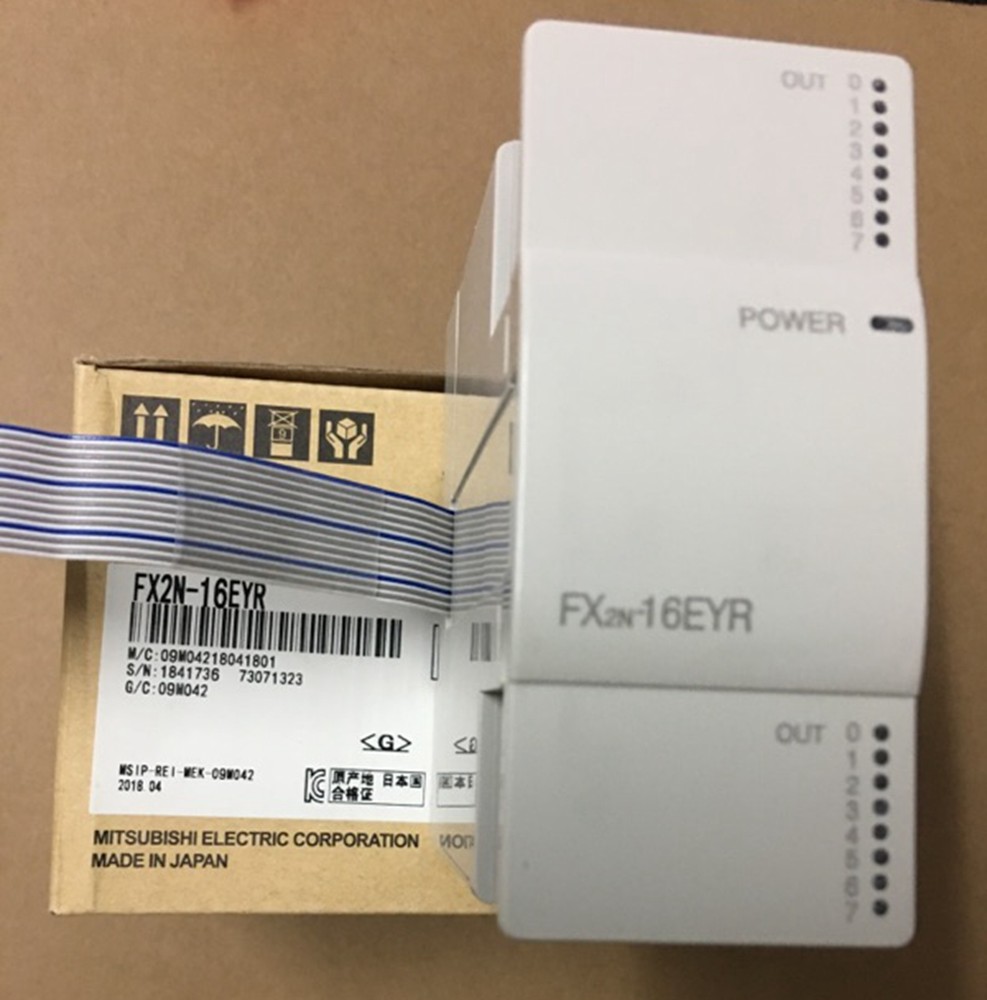 OUT 0
1
2
3
4
5
6
7
POWER
FX2N-16EYR
OUT 0
1
2
3
4
5
6
7
FX2N-16EYR
M/C:09M04218041801
S/N:1841736 73071323
G/C:09M042
<G>
MSIP-REI-MEK-09M042
2018.04
原产地 日本国
合格证
MITSUBISHI ELECTRIC CORPORATION
MADE IN JAPAN